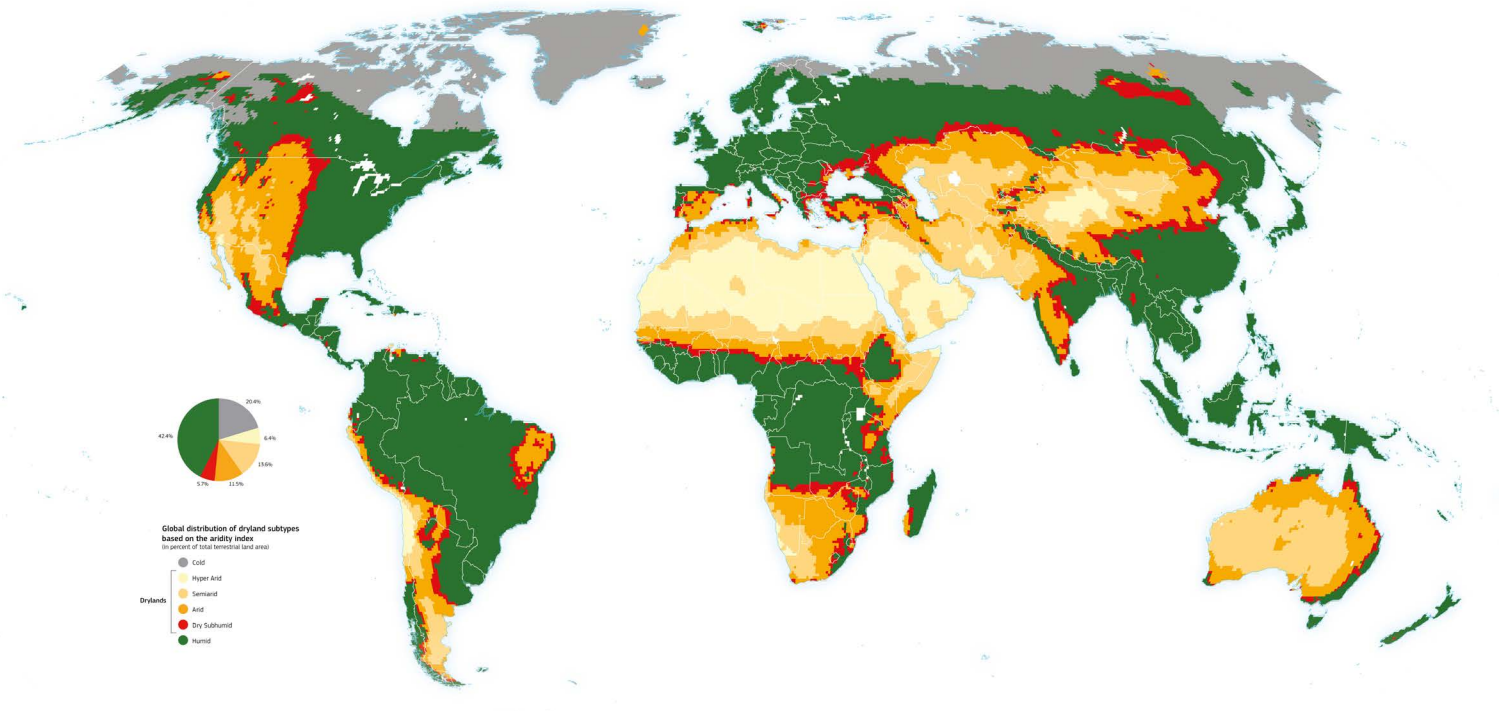 20.4%
42.4%
6.4%
13.6%
5.7%
11.5%
Global distribution of dryland subtypes
based on the aridity index
(in percent of total terrestrial land area)
Cold
Hyper Arid
Semiarid
Drylands
Arid
Dry Subhumid
Humid